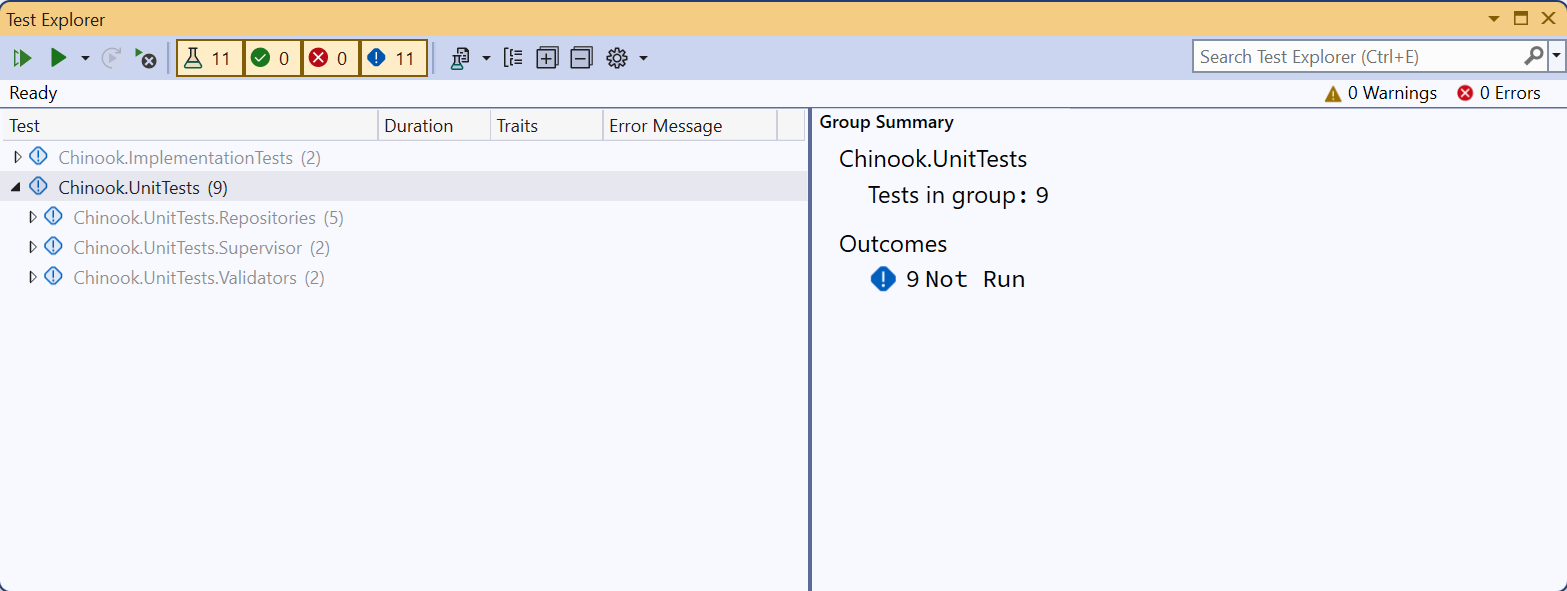 Test Explorer
11 0 0 11
Search Test Explorer (Ctrl+E)
Ready
0 Warnings 0 Errors
Test Duration Traits Error Message
Chinook.ImplementationTests (2)
Chinook.UnitTests (9)
Chinook.UnitTests.Repositories (5)
Chinook.UnitTests.Supervisor (2)
Chinook.UnitTests.Validators (2)
Group Summary
Chinook.UnitTests
Tests in group: 9
Outcomes
9 Not Run